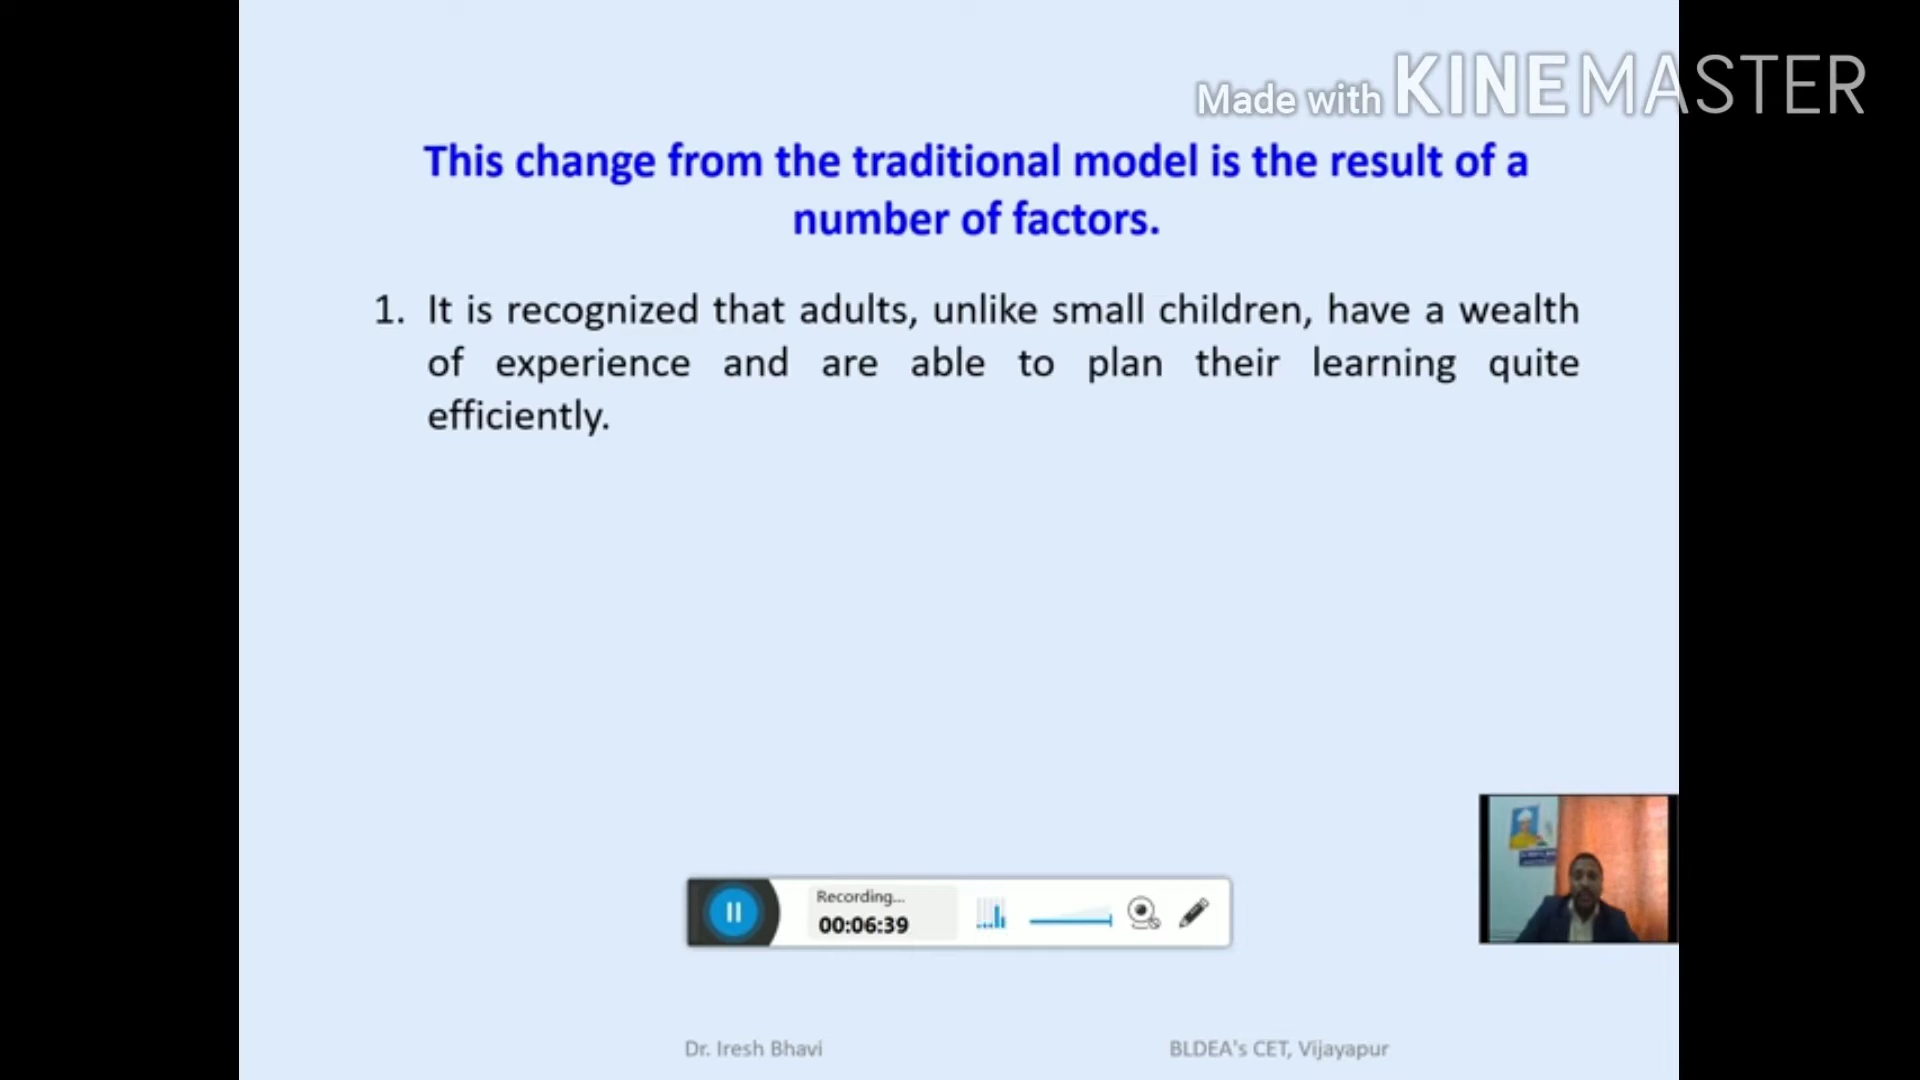 Made with KINEMASTER
This change from the traditional model is the result of a
number of factors.
1. It is recognized that adults, unlike small children, have a wealth
of experience and are able to plan their learning quite
efficiently.
Recording...
00:06:39
Dr. Iresh Bhavi
BLDEA's CET, Vijayapur